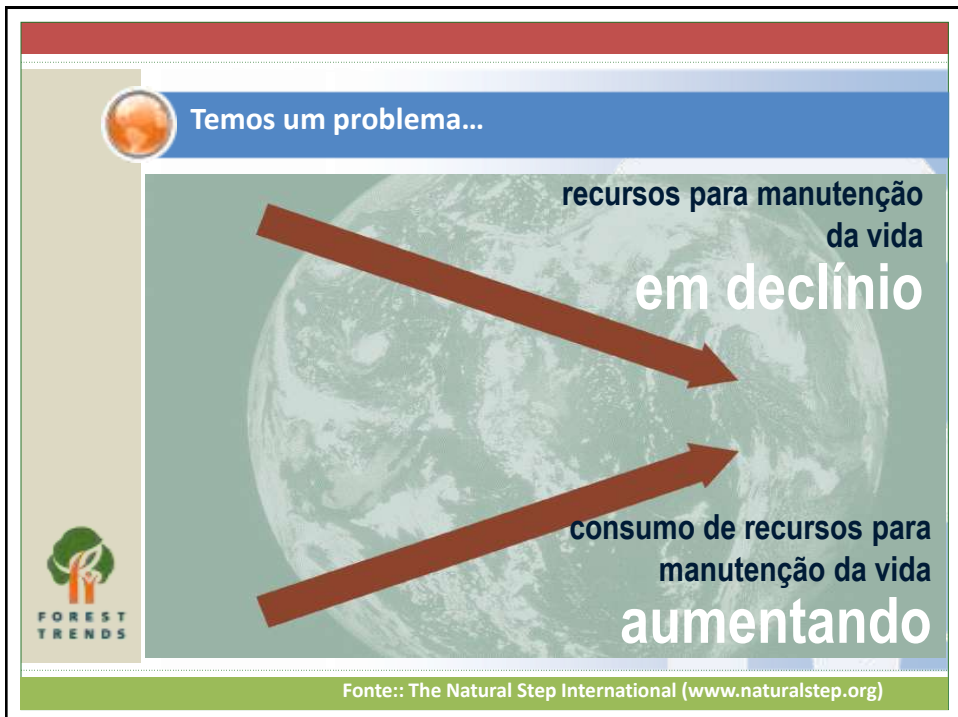 Temos um problema…
recursos para manutenção
da vida
em declínio
consumo de recursos para
manutenção da vida
aumentando
FOREST
TRENDS
Fonte:: The Natural Step International (www.naturalstep.org)